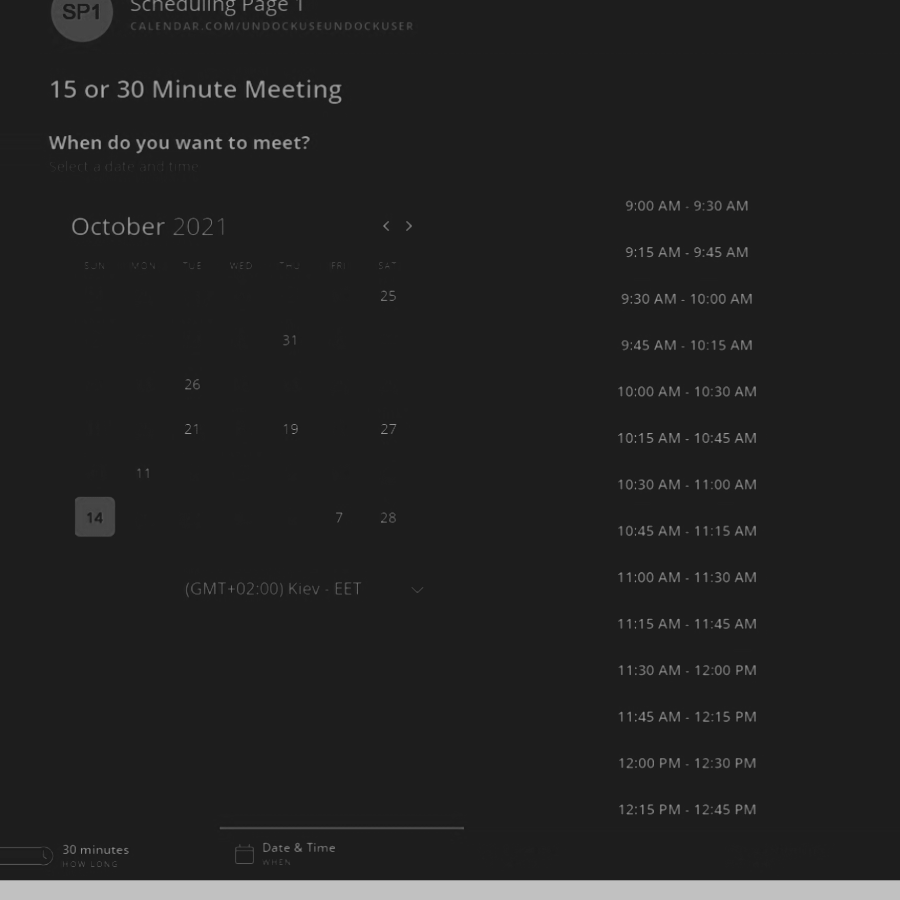 SP1
Scheduling Page 1
CALENDAR.COM/UNDOCKUSEUNDOCKUSER
15 or 30 Minute Meeting
When do you want to meet?
Select a date and time
October 2021
SUN MON TUE WED THU FRI SAT
25
31
26
21 19 27
11
14 7 28
(GMT+02:00) Kiev - EET
9:00 AM - 9:30 AM
9:15 AM - 9:45 AM
9:30 AM - 10:00 AM
9:45 AM - 10:15 AM
10:00 AM - 10:30 AM
10:15 AM - 10:45 AM
10:30 AM - 11:00 AM
10:45 AM - 11:15 AM
11:00 AM - 11:30 AM
11:15 AM - 11:45 AM
11:30 AM - 12:00 PM
11:45 AM - 12:15 PM
12:00 PM - 12:30 PM
12:15 PM - 12:45 PM
30 minutes
HOW LONG
Date & Time
WHEN